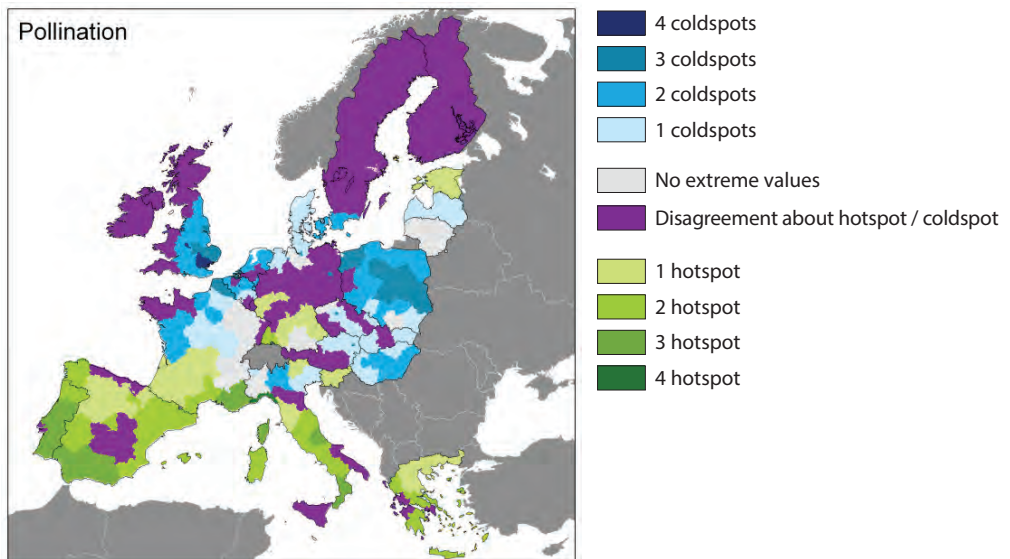 Pollination
4 coldspots
3 coldspots
2 coldspots
1 coldspots
No extreme values
Disagreement about hotspot / coldspot
1 hotspot
2 hotspot
3 hotspot
4 hotspot